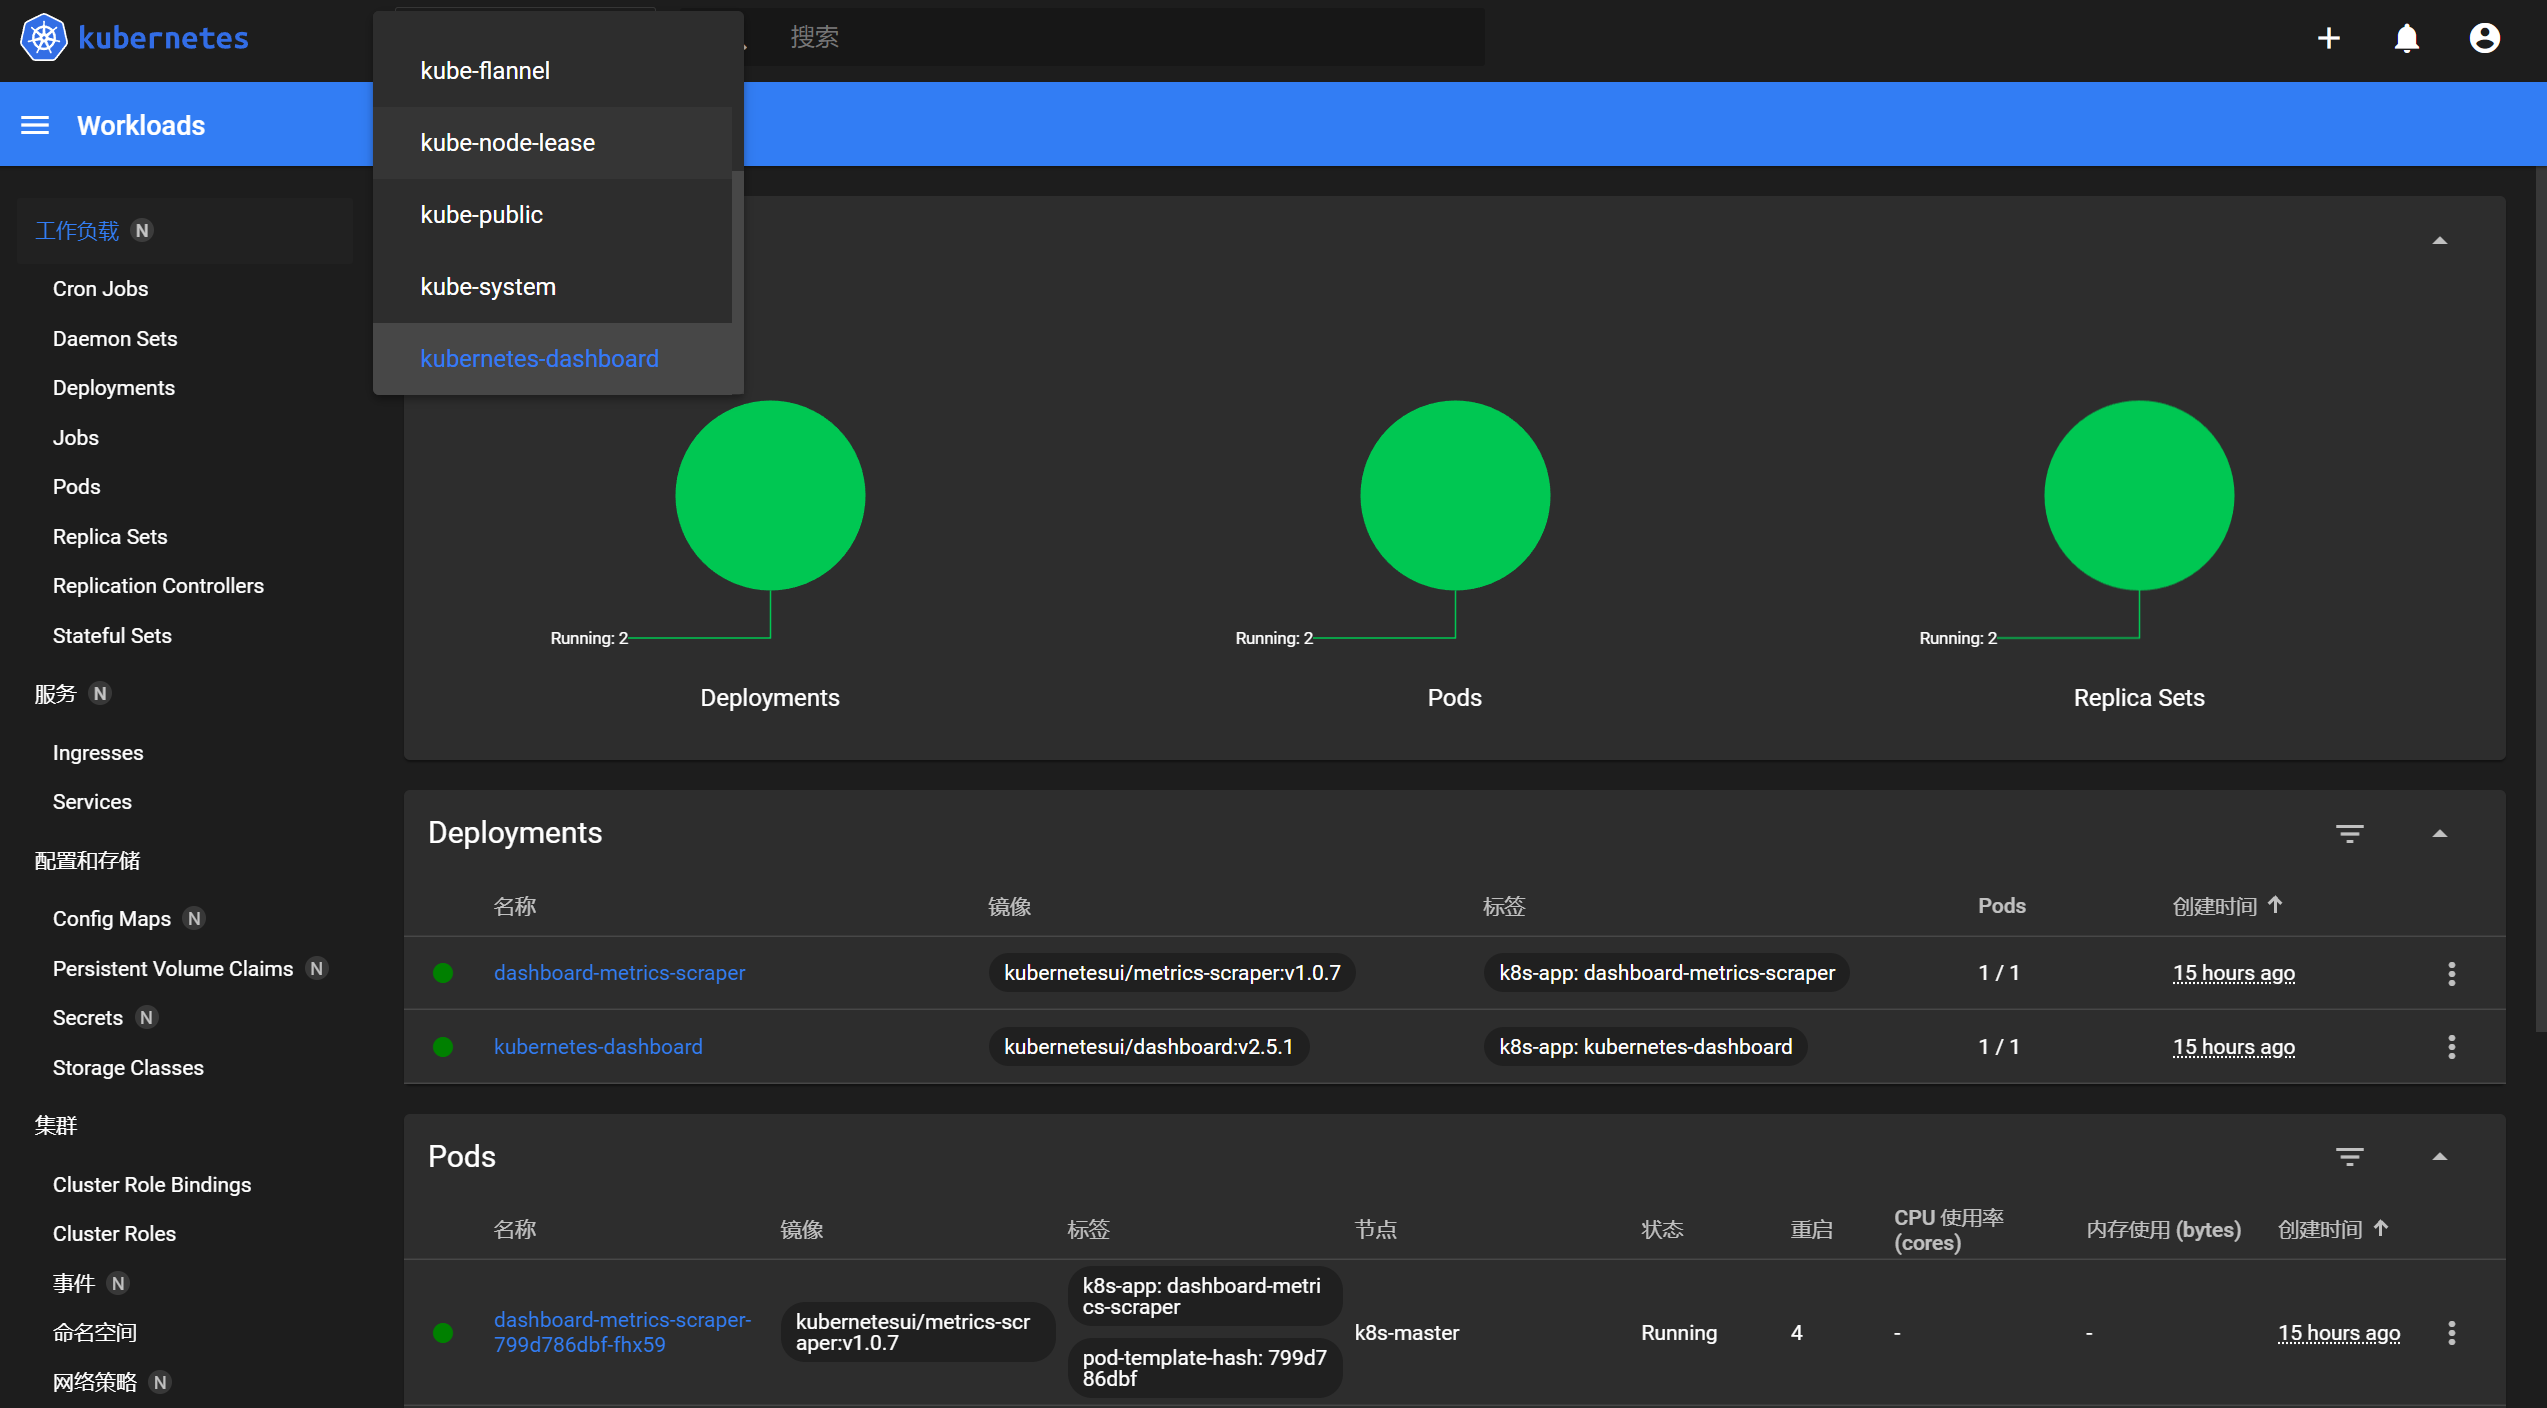 kubernetes
搜索
Workloads
kube-flannel
kube-node-lease
kube-public
kube-system
kubernetes-dashboard
工作负载 N
Cron Jobs
Daemon Sets
Deployments
Jobs
Pods
Replica Sets
Replication Controllers
Stateful Sets
服务 N
Ingresses
Services
配置和存储
Config Maps N
Persistent Volume Claims N
Secrets N
Storage Classes
集群
Cluster Role Bindings
Cluster Roles
事件 N
命名空间
网络策略 N
Running: 2
Deployments
Running: 2
Pods
Running: 2
Replica Sets
Deployments
名称 镜像 标签 Pods 创建时间
dashboard-metrics-scraper kubernetesui/metrics-scraper:v1.0.7 k8s-app: dashboard-metrics-scraper 1 / 1 15 hours ago
kubernetes-dashboard kubernetesui/dashboard:v2.5.1 k8s-app: kubernetes-dashboard 1 / 1 15 hours ago
Pods
名称 镜像 标签 节点 状态 重启 CPU 使用率 (cores) 内存使用 (bytes) 创建时间
dashboard-metrics-scraper-
799d786dbf-fhx59
kubernetesui/metrics-scr
aper:v1.0.7
k8s-app: dashboard-metri
cs-scraper
pod-template-hash: 799d7
86dbf
k8s-master Running 4 - - 15 hours ago